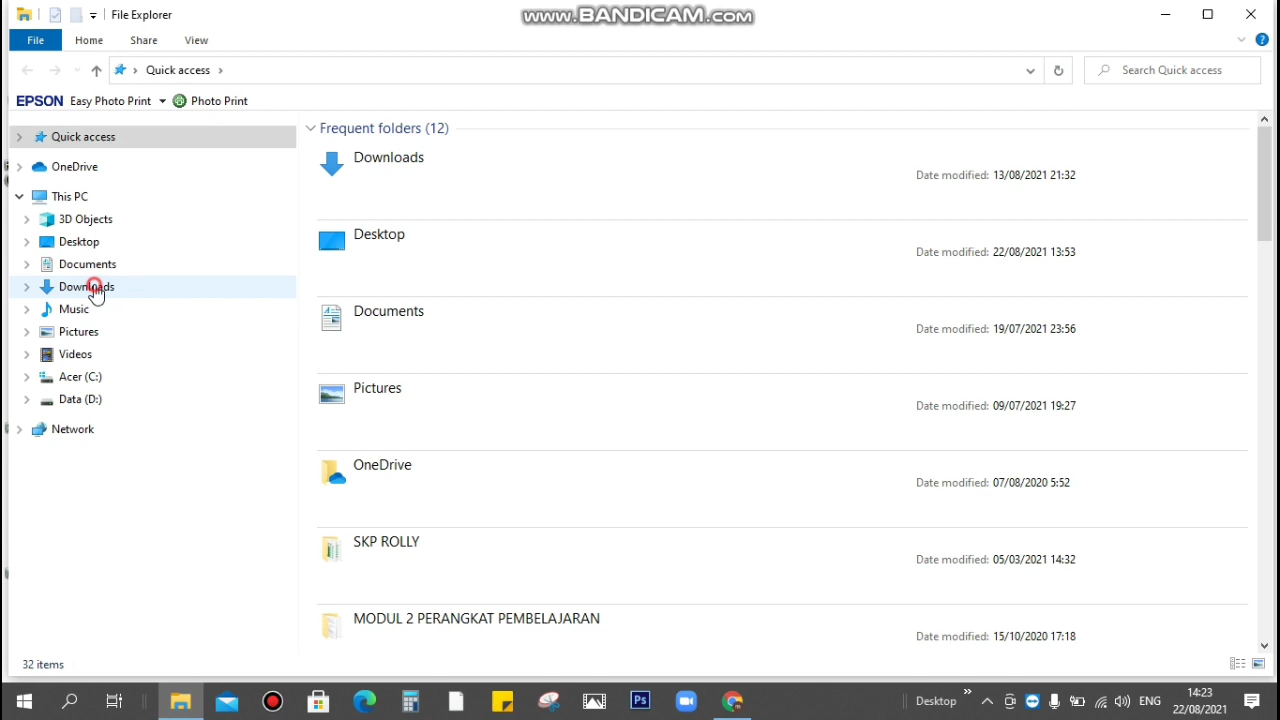 File Explorer
www.BANDICAM.com
File Home Share View
Quick access
Search Quick access
EPSON Easy Photo Print Photo Print
Quick access
OneDrive
This PC
3D Objects
Desktop
Documents
Downloads
Music
Pictures
Videos
Acer (C:)
Data (D:)
Network
Frequent folders (12)
Downloads
Date modified: 13/08/2021 21:32
Desktop
Date modified: 22/08/2021 13:53
Documents
Date modified: 19/07/2021 23:56
Pictures
Date modified: 09/07/2021 19:27
OneDrive
Date modified: 07/08/2020 5:52
SKP ROLLY
Date modified: 05/03/2021 14:32
MODUL 2 PERANGKAT PEMBELAJARAN
Date modified: 15/10/2020 17:18
32 items
Ps
Desktop
ENG
14:23
22/08/2021